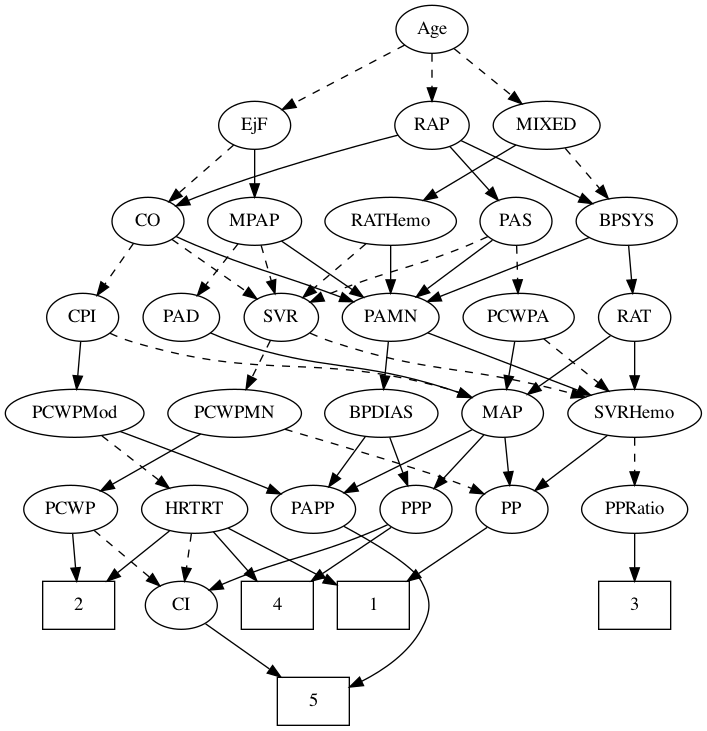 Age
EjF
RAP
MIXED
CO
MPAP
RATHemo
PAS
BPSYS
CPI
PAD
SVR
PAMN
PCWPA
RAT
PCWPMod
PCWPMN
BPDIAS
MAP
SVRHemo
PCWP
HRTRT
PAPP
PPP
PP
PPRatio
2
CI
4
1
3
5